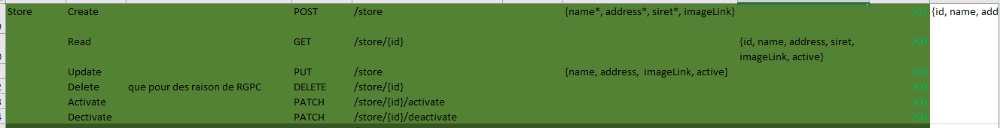 Store Create POST /store {name*, address*, siret*, imageLink} 201 {id, name, add
Read GET /store/{id} {id, name, address, siret, 200
imageLink, active}
Update PUT /store {name, address,  imageLink, active} 200
Delete que pour des raison de RGPC DELETE /store/{id} 200
Activate PATCH /store/{id}/activate 200
Dectivate PATCH /store/{id}/deactivate 200